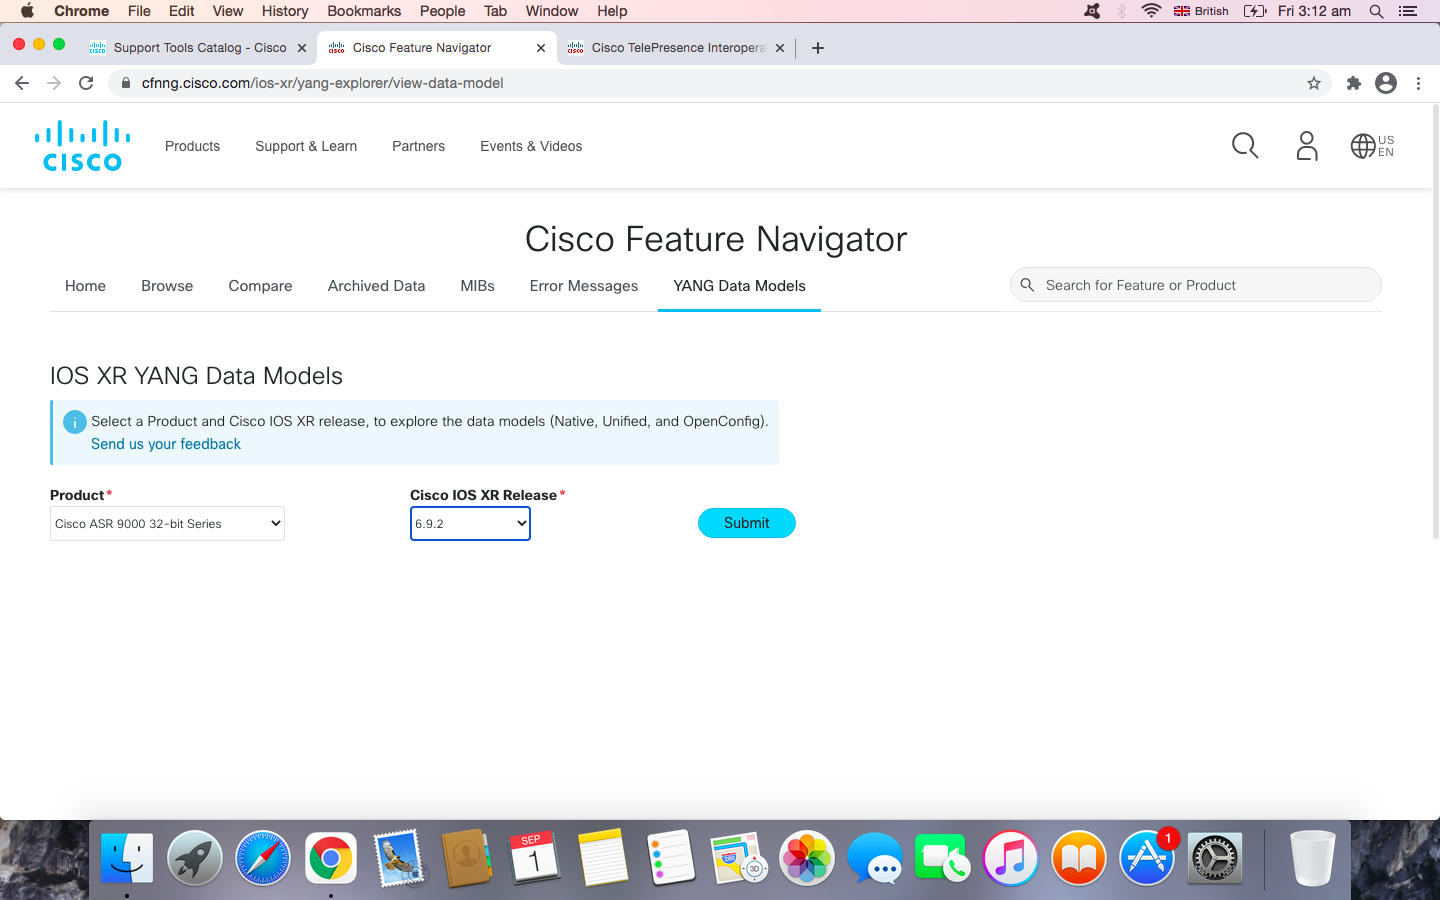 Chrome File Edit View History Bookmarks People Tab Window Help British Fri 3:12 am
Support Tools Catalog - Cisco Cisco Feature Navigator Cisco TelePresence Interopera
cfnng.cisco.com/ios-xr/yang-explorer/view-data-model
CISCO Products Support & Learn Partners Events & Videos US EN
Cisco Feature Navigator
Home Browse Compare Archived Data MIBs Error Messages YANG Data Models Search for Feature or Product
IOS XR YANG Data Models
Select a Product and Cisco IOS XR release, to explore the data models (Native, Unified, and OpenConfig).
Send us your feedback
Product* Cisco IOS XR Release*
Cisco ASR 9000 32-bit Series 6.9.2 Submit
SEP
1
280
3D
1